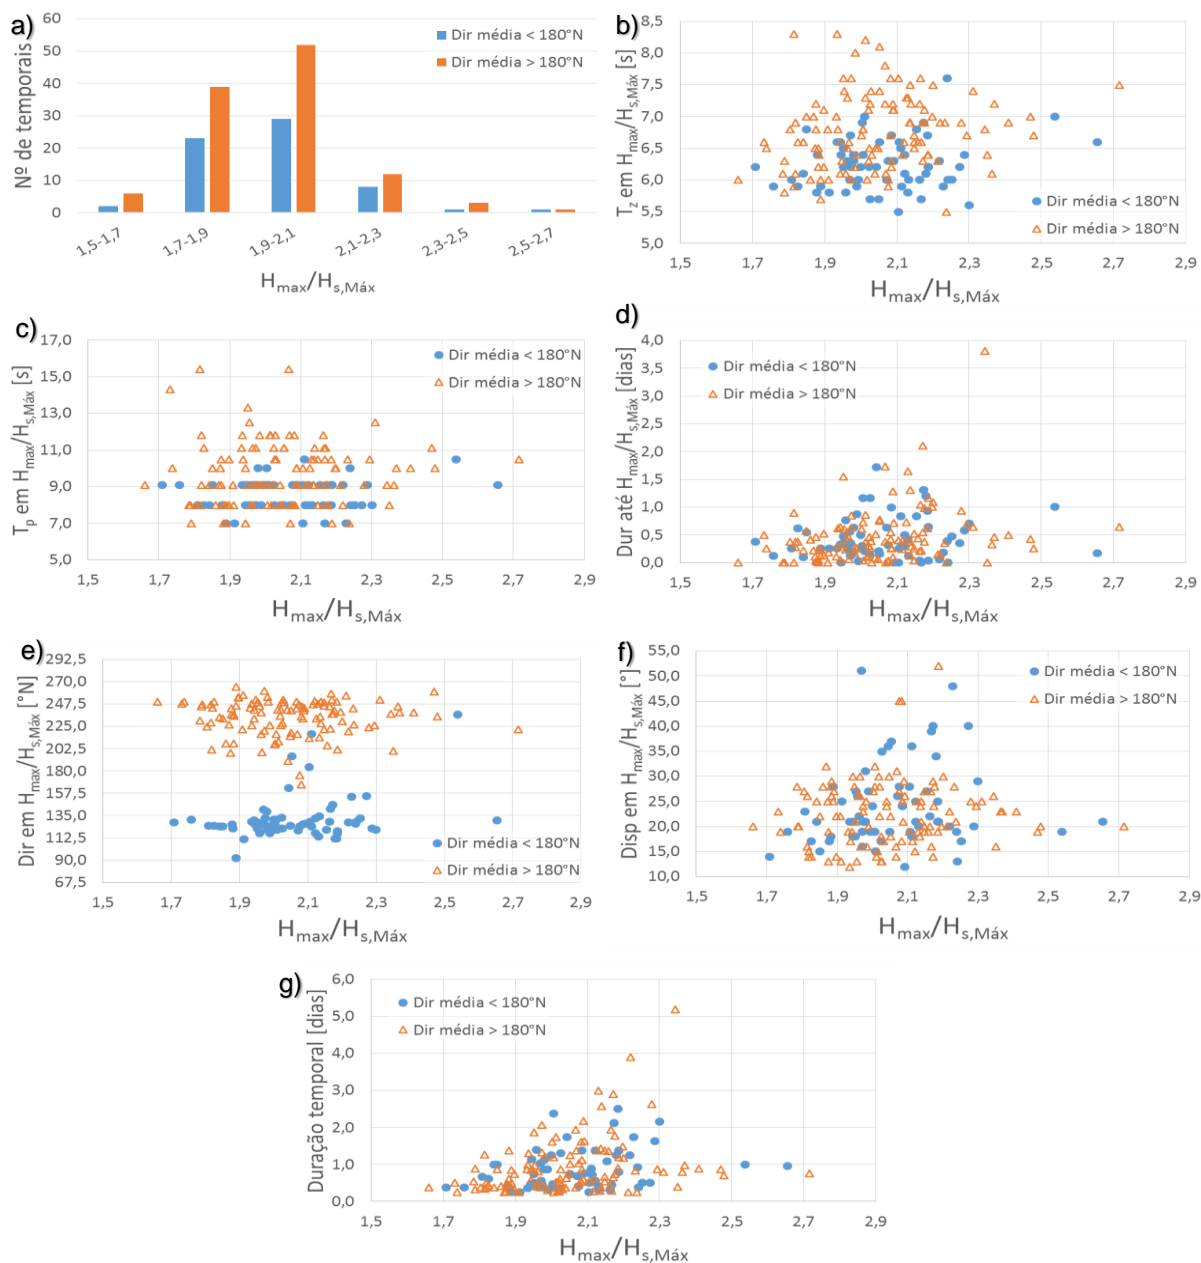 a)
60
50
40
30
20
10
0
Nº de temporais
Dir média < 180°N
Dir média > 180°N
1,5-1,7
1,7-1,9
1,9-2,1
2,1-2,3
2,3-2,5
2,5-2,7
Hmax/Hs,Máx
b)
8,5
8,0
7,5
7,0
6,5
6,0
5,5
5,0
Tz em Hmax/Hs,Máx [s]
Dir média < 180°N
Dir média > 180°N
1,5 1,7 1,9 2,1 2,3 2,5 2,7 2,9
Hmax/Hs,Máx
c)
17,0
15,0
13,0
11,0
9,0
7,0
5,0
Tp em Hmax/Hs,Máx [s]
Dir média < 180°N
Dir média > 180°N
1,5 1,7 1,9 2,1 2,3 2,5 2,7 2,9
Hmax/Hs,Máx
d)
4,0
3,5
3,0
2,5
2,0
1,5
1,0
0,5
0,0
Dur até Hmax/Hs,Máx [dias]
Dir média < 180°N
Dir média > 180°N
1,5 1,7 1,9 2,1 2,3 2,5 2,7 2,9
Hmax/Hs,Máx
e)
292,5
270,0
247,5
225,0
202,5
180,0
157,5
135,0
112,5
90,0
67,5
Dir em Hmax/Hs,Máx [°N]
Dir média < 180°N
Dir média > 180°N
1,5 1,7 1,9 2,1 2,3 2,5 2,7 2,9
Hmax/Hs,Máx
f)
55,0
50,0
45,0
40,0
35,0
30,0
25,0
20,0
15,0
10,0
Disp em Hmax/Hs,Máx [°]
Dir média < 180°N
Dir média > 180°N
1,5 1,7 1,9 2,1 2,3 2,5 2,7 2,9
Hmax/Hs,Máx
g)
6,0
5,0
4,0
3,0
2,0
1,0
0,0
Duração temporal [dias]
Dir média < 180°N
Dir média > 180°N
1,5 1,7 1,9 2,1 2,3 2,5 2,7 2,9
Hmax/Hs,Máx